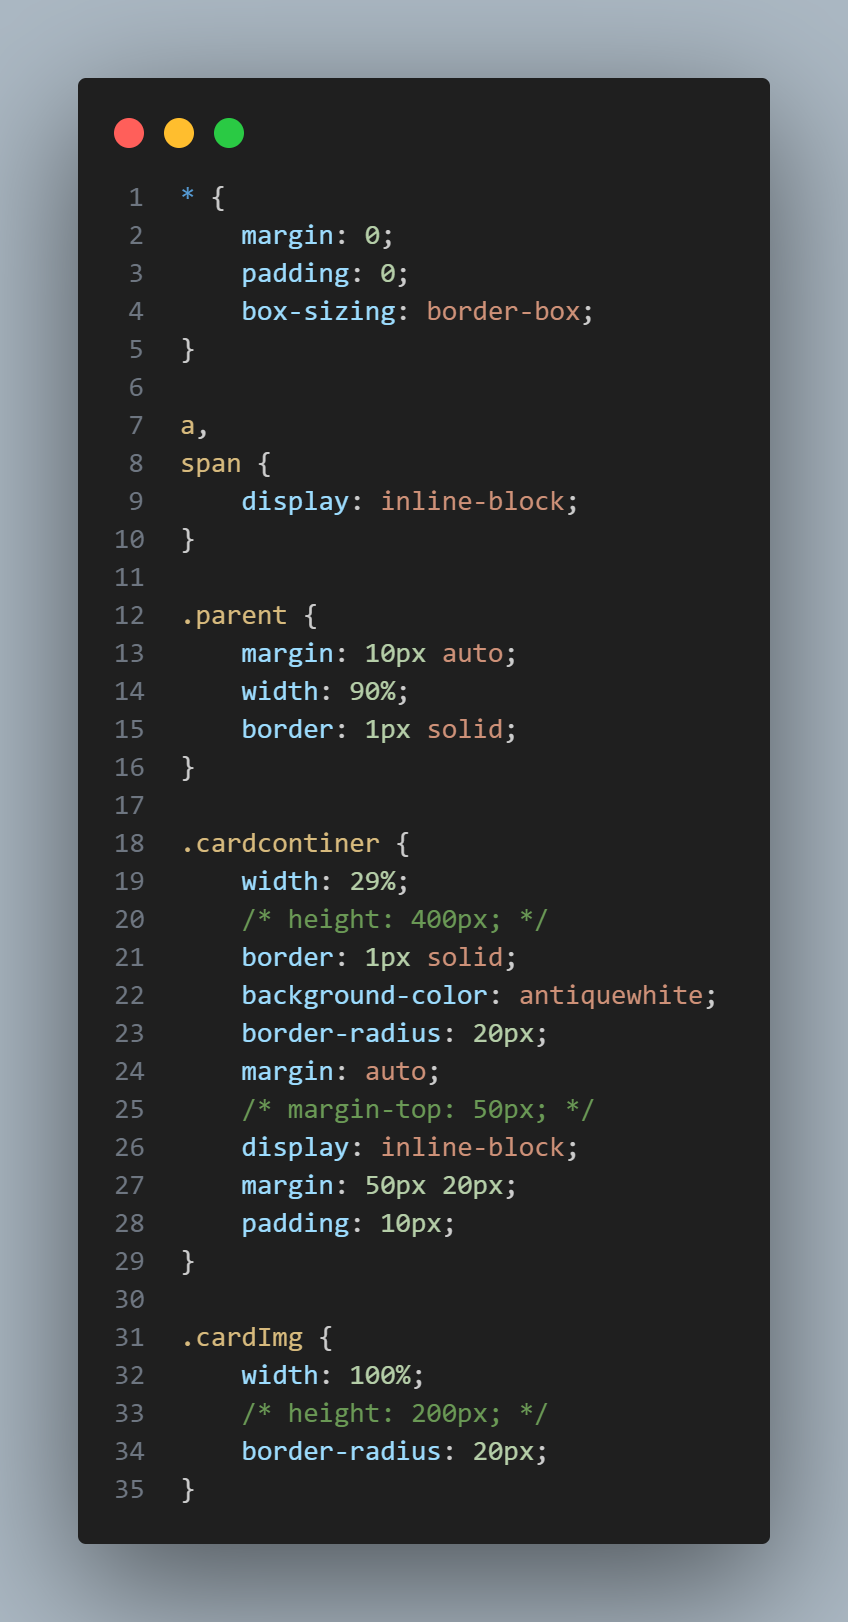 1 * {
2     margin: 0;
3     padding: 0;
4     box-sizing: border-box;
5 }
6
7 a,
8 span {
9     display: inline-block;
10 }
11
12 .parent {
13     margin: 10px auto;
14     width: 90%;
15     border: 1px solid;
16 }
17
18 .cardcontiner {
19     width: 29%;
20     /* height: 400px; */
21     border: 1px solid;
22     background-color: antiquewhite;
23     border-radius: 20px;
24     margin: auto;
25     /* margin-top: 50px; */
26     display: inline-block;
27     margin: 50px 20px;
28     padding: 10px;
29 }
30
31 .cardImg {
32     width: 100%;
33     /* height: 200px; */
34     border-radius: 20px;
35 }